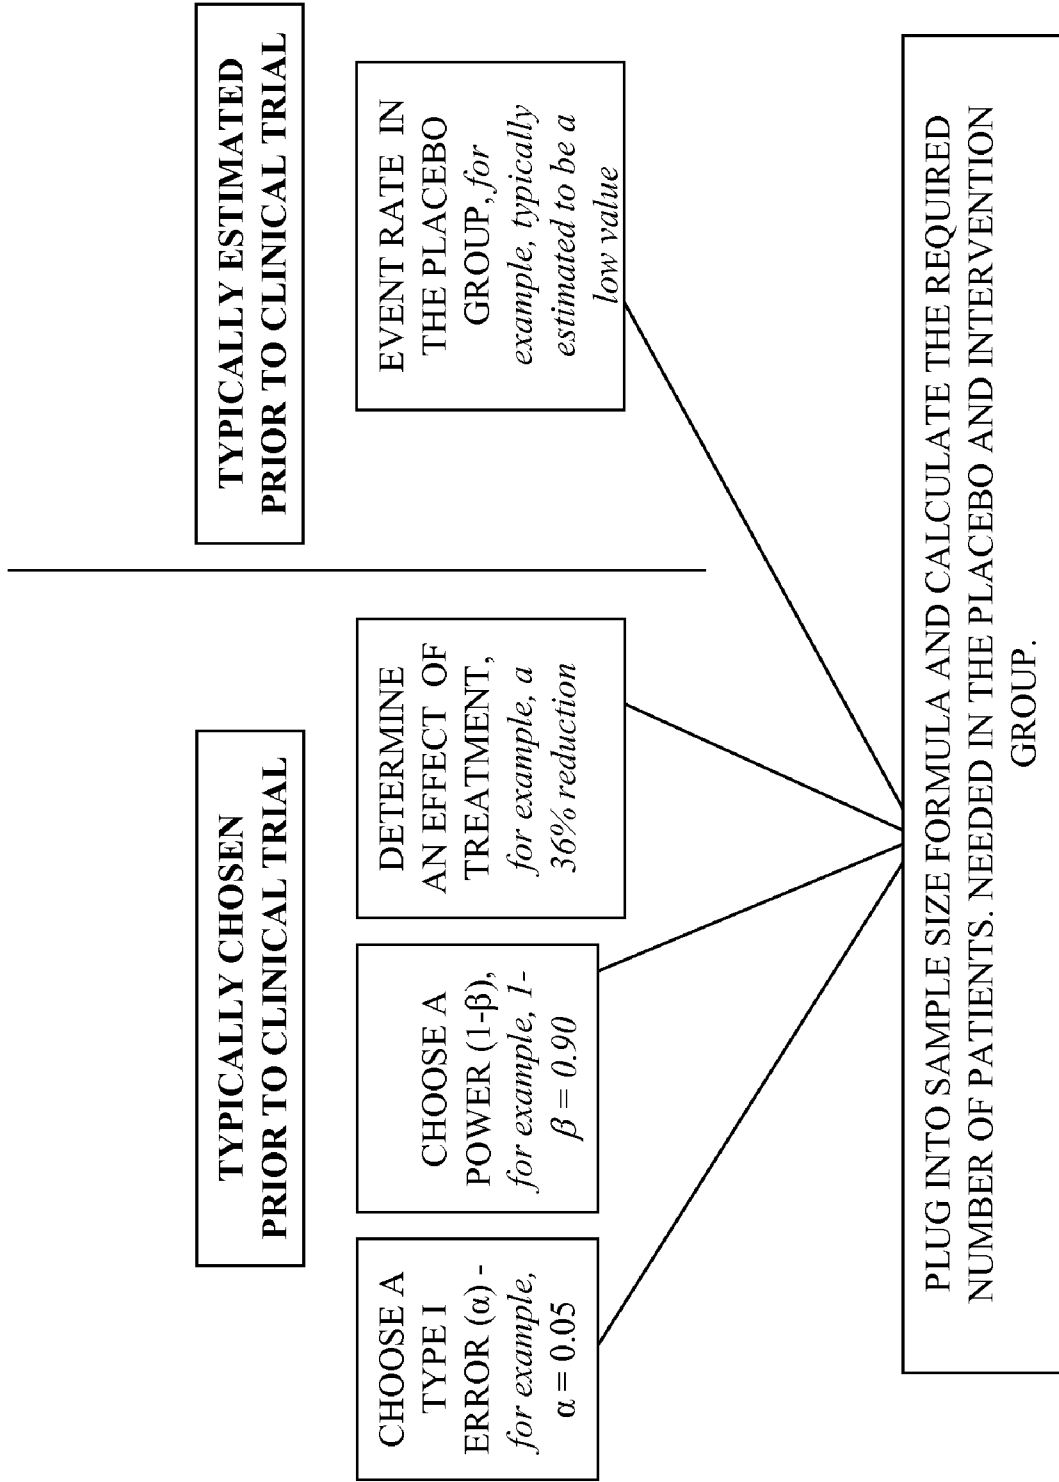 TYPICALLY CHOSEN
PRIOR TO CLINICAL TRIAL
TYPICALLY ESTIMATED
PRIOR TO CLINICAL TRIAL
CHOOSE A
TYPE I
ERROR (α) -
for example,
α = 0.05
CHOOSE A
POWER (1-β),
for example, 1-
β = 0.90
DETERMINE
AN EFFECT OF
TREATMENT,
for example, a
36% reduction
EVENT RATE IN
THE PLACEBO
GROUP, for
example, typically
estimated to be a
low value
PLUG INTO SAMPLE SIZE FORMULA AND CALCULATE THE REQUIRED
NUMBER OF PATIENTS. NEEDED IN THE PLACEBO AND INTERVENTION
GROUP.